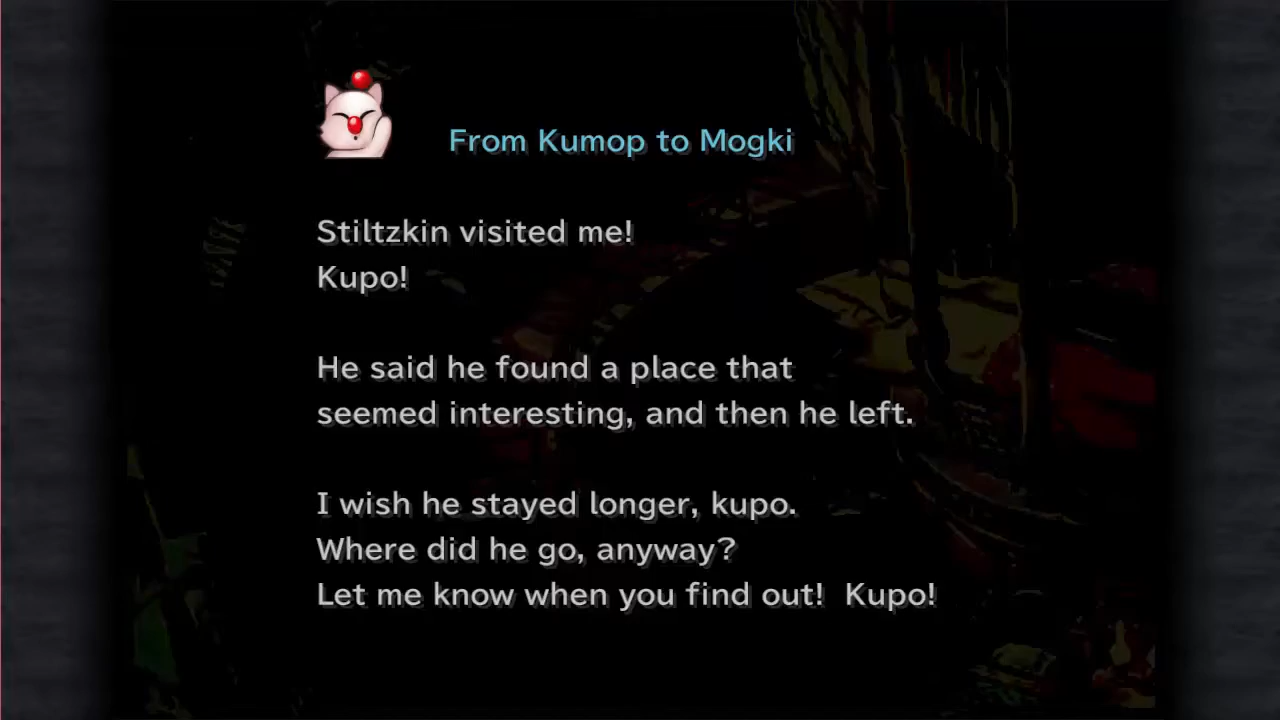 From Kumop to Mogki
Stiltzkin visited me!
Kupo!
He said he found a place that
seemed interesting, and then he left.
I wish he stayed longer, kupo.
Where did he go, anyway?
Let me know when you find out!  Kupo!